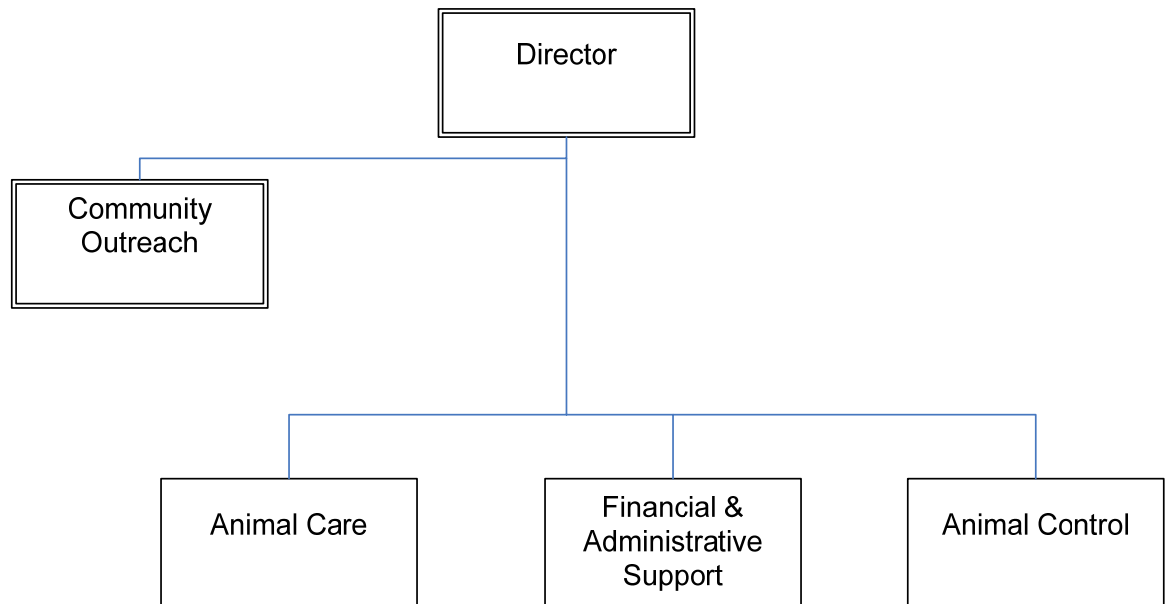 Director
Community
Outreach
Animal Care
Financial &
Administrative
Support
Animal Control